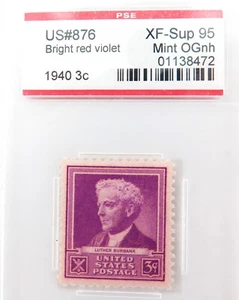 PSE
US#876
XF-Sup 95
Bright red violet
Mint OGnh
01138472
1940 3c
LUTHER BURBANK
UNITED
STATES
POSTAGE
3¢